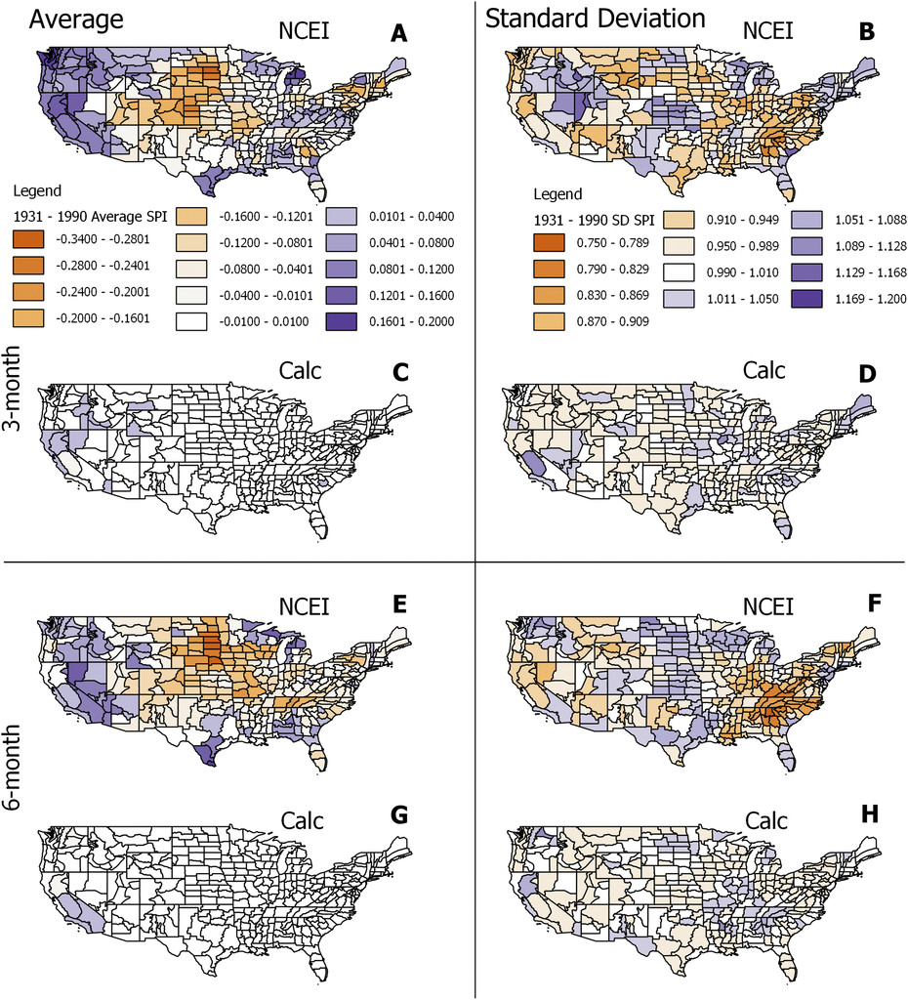 Average
NCEI
A
Standard Deviation
NCEI
B
Legend
1931 - 1990 Average SPI
-0.3400 - -0.2801
-0.2800 - -0.2401
-0.2400 - -0.2001
-0.2000 - -0.1601
-0.1600 - -0.1201
-0.1200 - -0.0801
-0.0800 - -0.0401
-0.0400 - -0.0101
-0.0100 - 0.0100
0.0101 - 0.0400
0.0401 - 0.0800
0.0801 - 0.1200
0.1201 - 0.1600
0.1601 - 0.2000
Legend
1931 - 1990 SD SPI
0.750 - 0.789
0.790 - 0.829
0.830 - 0.869
0.870 - 0.909
0.910 - 0.949
0.950 - 0.989
0.990 - 1.010
1.011 - 1.050
1.051 - 1.088
1.089 - 1.128
1.129 - 1.168
1.169 - 1.200
3-month
Calc
C
Calc
D
6-month
NCEI
E
NCEI
F
Calc
G
Calc
H